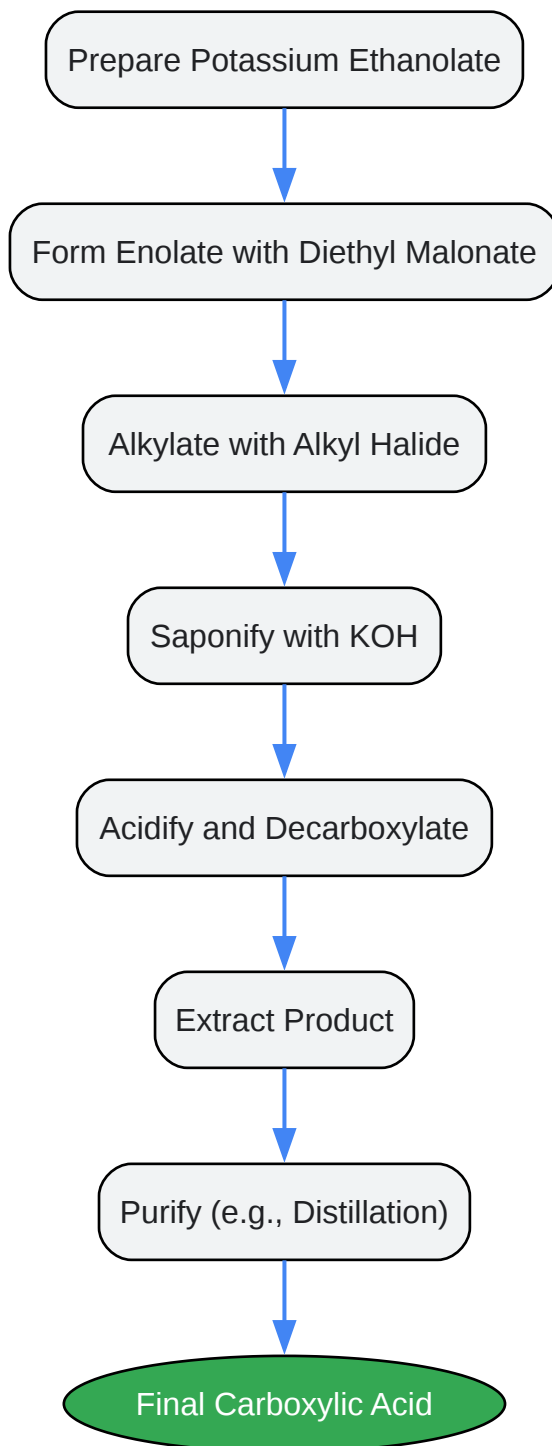 Prepare Potassium Ethanolate
Form Enolate with Diethyl Malonate
Alkylate with Alkyl Halide
Saponify with KOH
Acidify and Decarboxylate
Extract Product
Purify (e.g., Distillation)
Final Carboxylic Acid